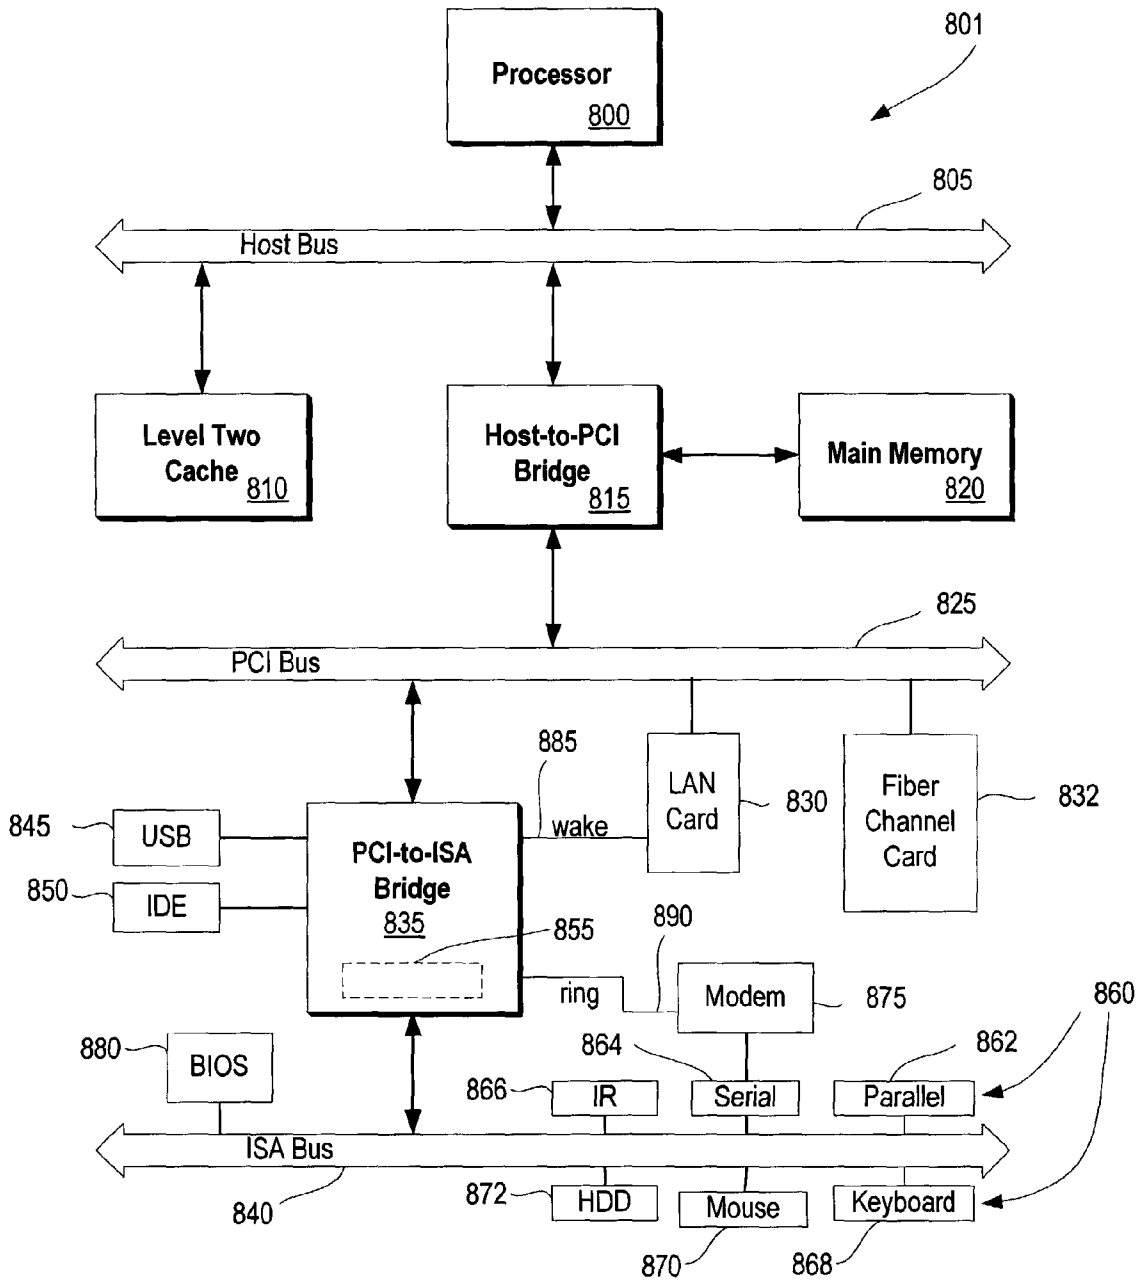 801
Processor
800
805
Host Bus
Level Two
Cache
810
Host-to-PCI
Bridge
815
Main Memory
820
825
PCI Bus
885
LAN
Card
830
Fiber
Channel
Card
832
845
USB
wake
PCI-to-ISA
Bridge
835
850
IDE
855
890
ring
Modem
875
860
880
BIOS
864
862
866
IR
Serial
Parallel
ISA Bus
840
872
HDD
Mouse
Keyboard
870
868